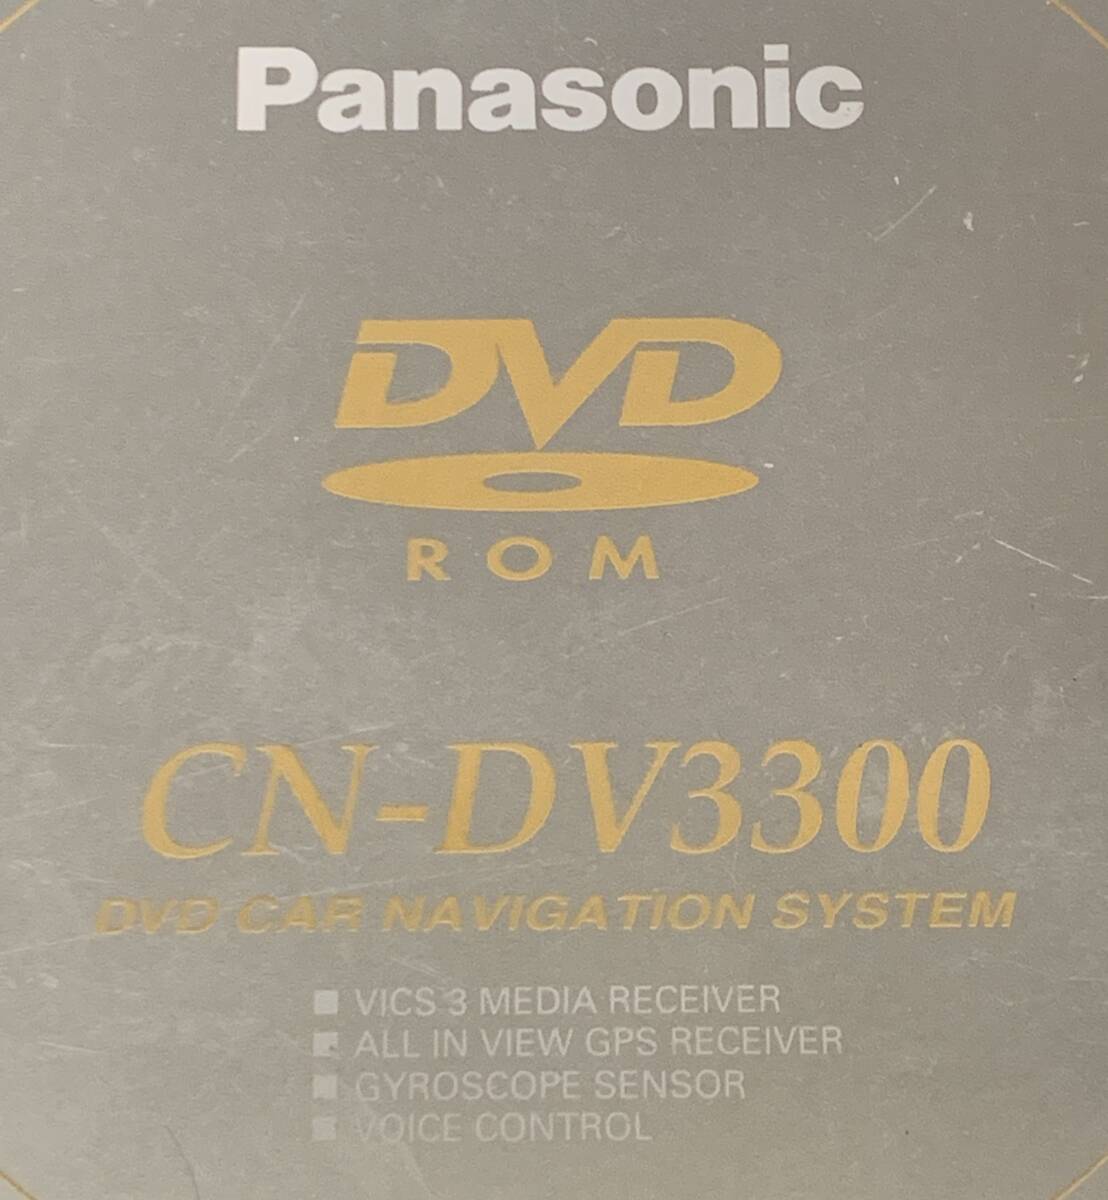 Panasonic
DVD
ROM
CN-DV3300
DVD CAR NAVIGATION SYSTEM
■ VICS 3 MEDIA RECEIVER
■ ALL IN VIEW GPS RECEIVER
■ GYROSCOPE SENSOR
■ VOICE CONTROL